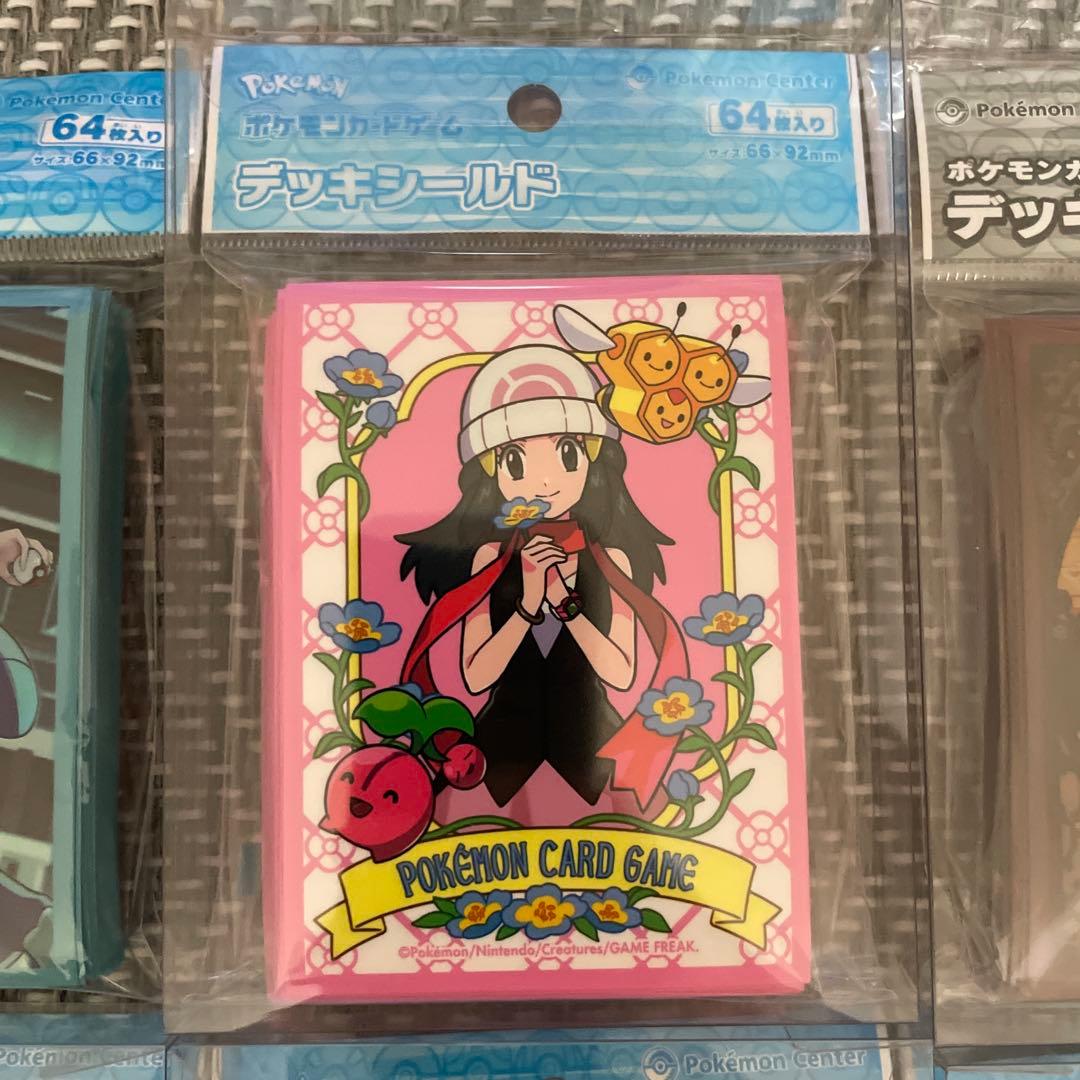 POKéMON
Pokémon Center
ポケモンカードゲーム
64枚入り
サイズ:66×92mm
デッキシールド
POKéMON CARD GAME
©Pokémon/Nintendo/Creatures/GAME FREAK.
Pokémon Cent
64枚入り
サイズ:66×92mm
Pokémon
ポケモンカ
デッキ
Pokémon Center
Pokémon Center